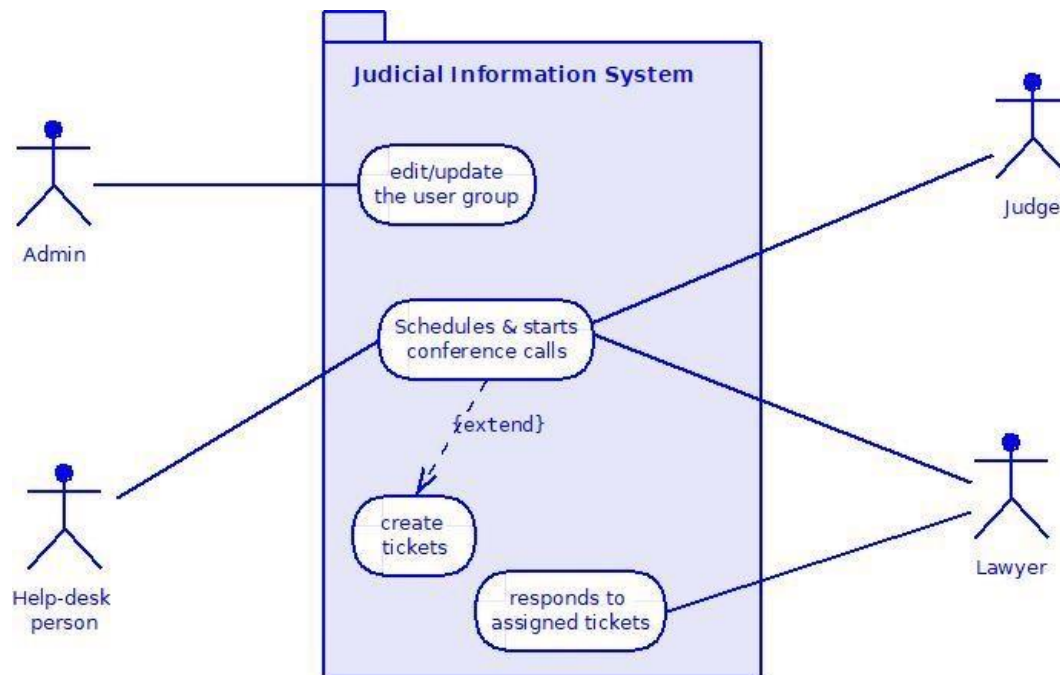 Judicial Information System
edit/update
the user group
Admin
Judge
Schedules & starts
conference calls
{extend}
create
tickets
Help-desk
person
responds to
assigned tickets
Lawyer